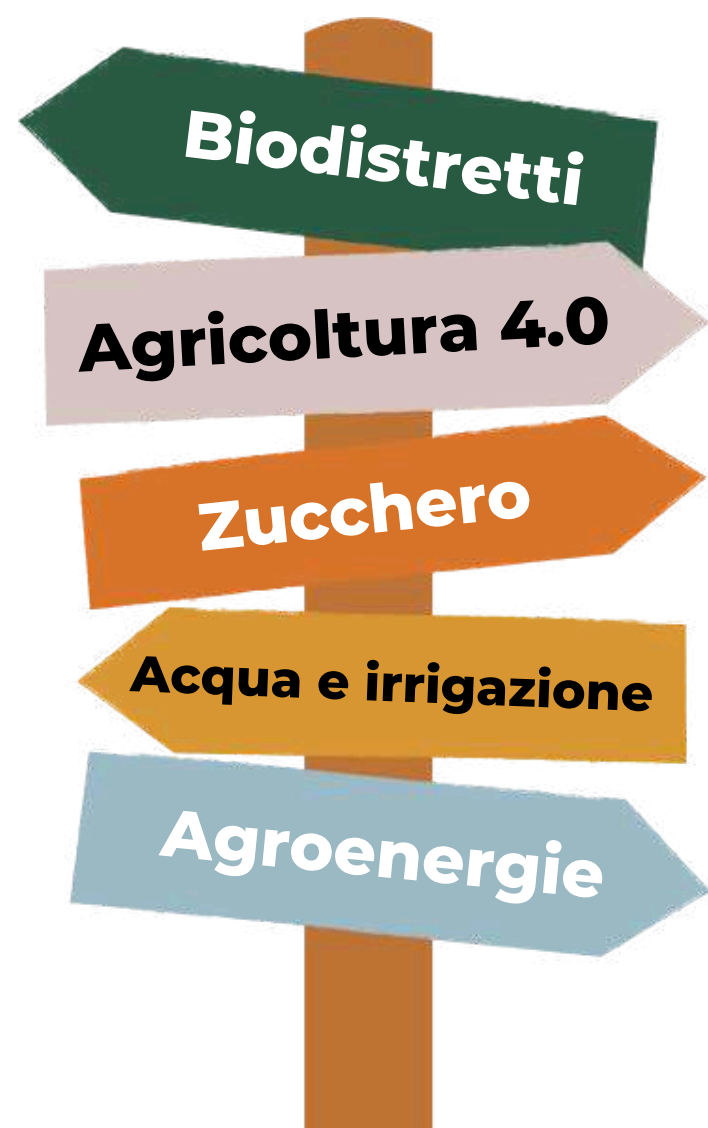 Biodistretti
Agricoltura 4.0
Zucchero
Acqua e irrigazione
Agroenergie